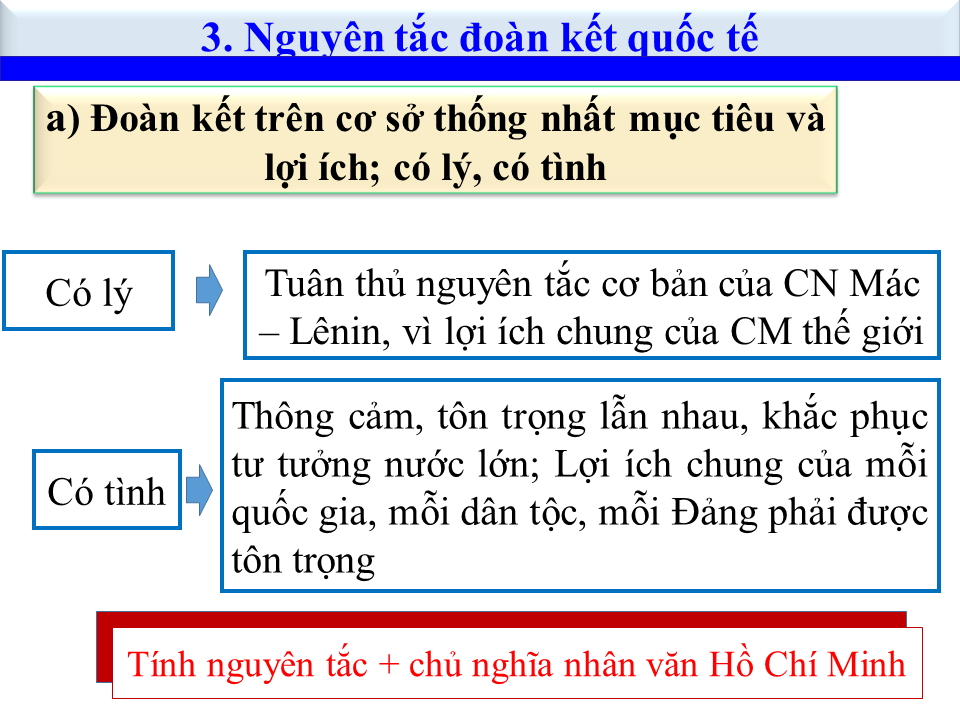 3. Nguyên tắc đoàn kết quốc tế
a) Đoàn kết trên cơ sở thống nhất mục tiêu và
lợi ích; có lý, có tình
Có lý
Tuân thủ nguyên tắc cơ bản của CN Mác
– Lênin, vì lợi ích chung của CM thế giới
Có tình
Thông cảm, tôn trọng lẫn nhau, khắc phục
tư tưởng nước lớn; Lợi ích chung của mỗi
quốc gia, mỗi dân tộc, mỗi Đảng phải được
tôn trọng
Tính nguyên tắc + chủ nghĩa nhân văn Hồ Chí Minh